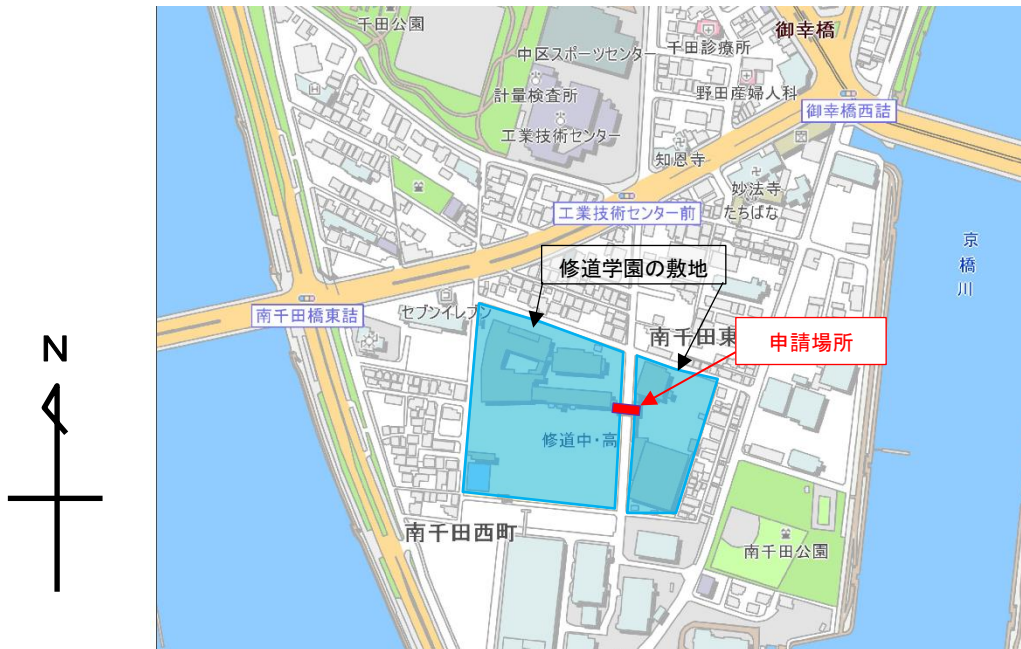 千田公園
御幸橋
千田診療所
中区スポーツセンター
計量検査所
野田産婦人科
御幸橋西詰
工業技術センター
知恩寺
妙法寺
たちばな
工業技術センター前
京橋川
修道学園の敷地
南千田橋東詰
セブンイレブン
南千田東
申請場所
N
修道中・高
南千田西町
南千田公園